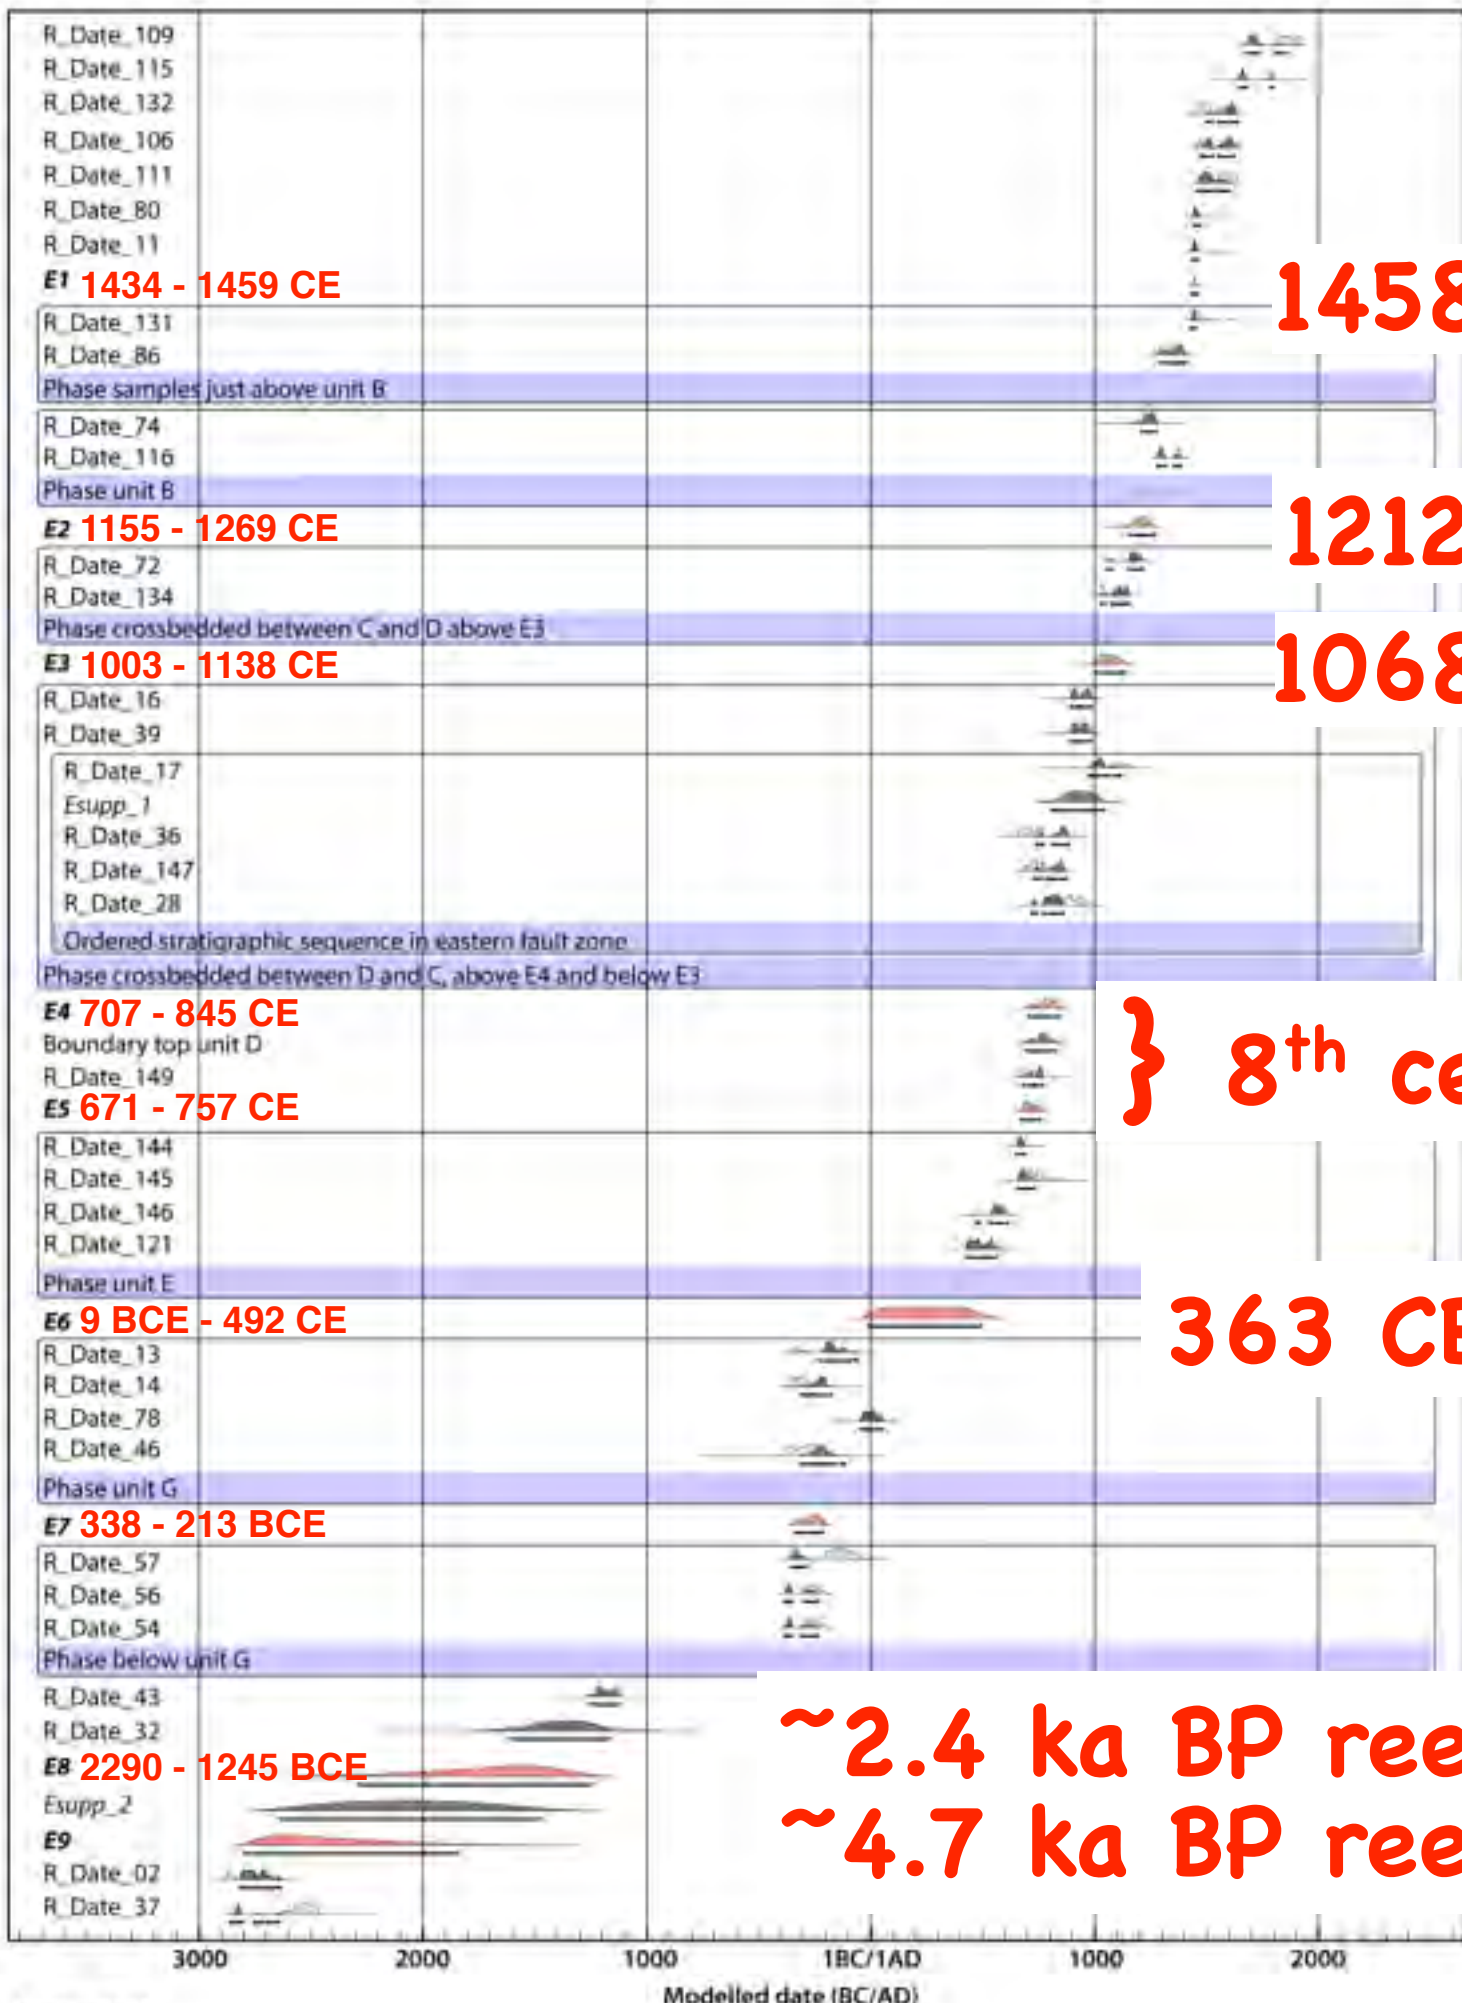 R_Date_109
R_Date_115
R_Date_132
R_Date_106
R_Date_111
R_Date_80
R_Date_11
E1 1434 - 1459 CE
1458
R_Date_131
R_Date_86
Phase samples just above unit B
R_Date_74
R_Date_116
Phase unit B
E2 1155 - 1269 CE
1212
R_Date_72
R_Date_134
Phase crossbedded between C and D above E3
E3 1003 - 1138 CE
1068
R_Date_16
R_Date_39
R_Date_17
Esupp_1
R_Date_36
R_Date_147
R_Date_28
Ordered stratigraphic sequence in eastern fault zone
Phase crossbedded between D and C, above E4 and below E3
E4 707 - 845 CE
Boundary top unit D
} 8th ce
R_Date_149
E5 671 - 757 CE
R_Date_144
R_Date_145
R_Date_146
R_Date_121
Phase unit E
E6 9 BCE - 492 CE
363 CE
R_Date_13
R_Date_14
R_Date_78
R_Date_46
Phase unit G
E7 338 - 213 BCE
R_Date_57
R_Date_56
R_Date_54
Phase below unit G
R_Date_43
R_Date_32
~2.4 ka BP ree
E8 2290 - 1245 BCE
Esupp_2
~4.7 ka BP ree
E9
R_Date_02
R_Date_37
3000 2000 1000 1BC/1AD 1000 2000
Modelled date (BC/AD)